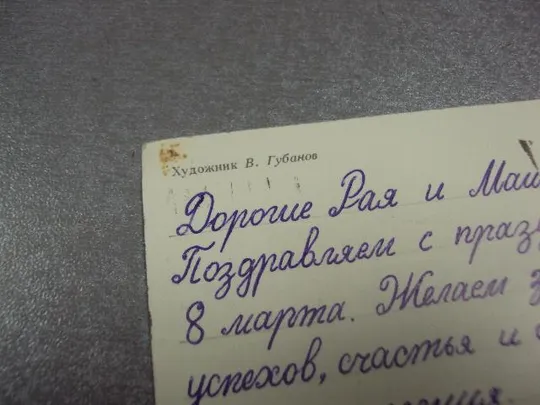 Художник В. Губанов
Дорогие Рая и
Поздравляем с
8 марта. Желаем
успехов, счастья и